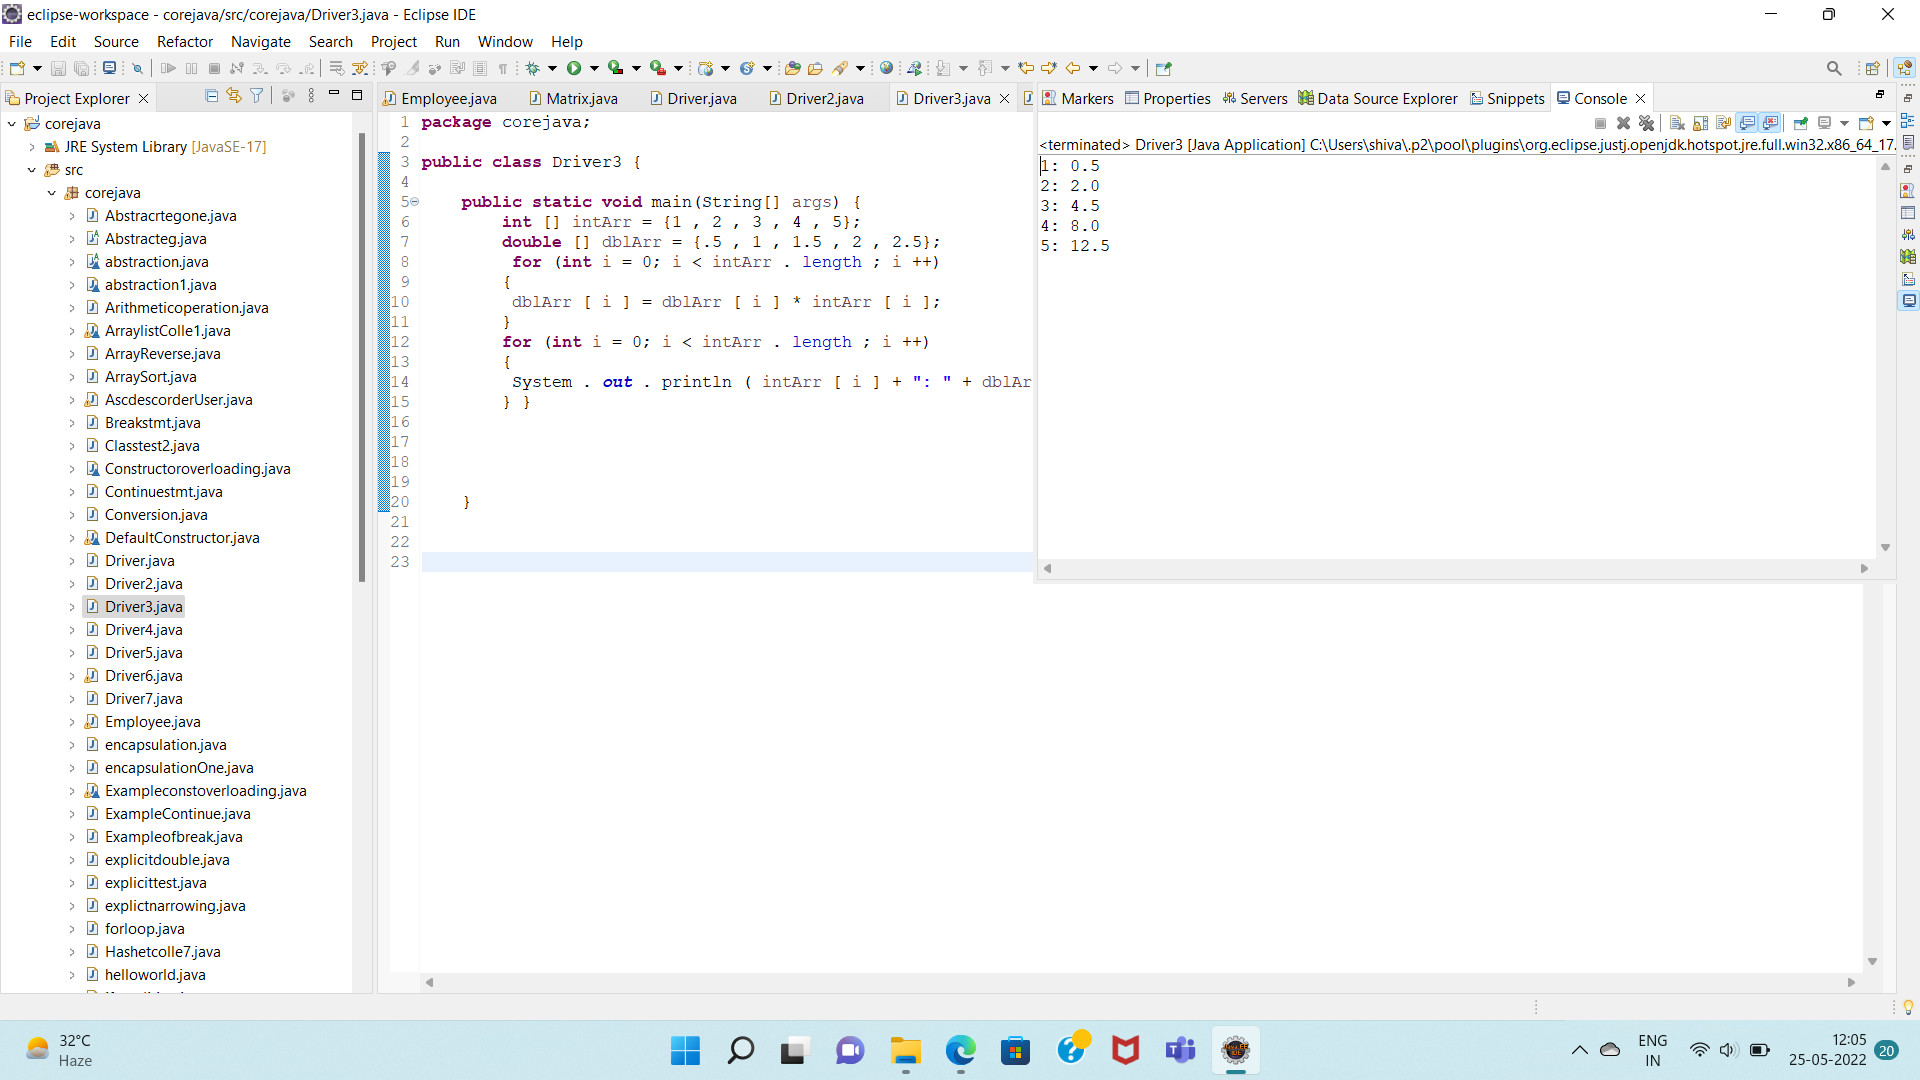 eclipse-workspace - corejava/src/corejava/Driver3.java - Eclipse IDE
File Edit Source Refactor Navigate Search Project Run Window Help
Project Explorer
corejava
JRE System Library [JavaSE-17]
src
corejava
Abstracrtegone.java
Abstracteg.java
abstraction.java
abstraction1.java
Arithmeticoperation.java
ArraylistColle1.java
ArrayReverse.java
ArraySort.java
AscdescorderUser.java
Breakstmt.java
Classtest2.java
Constructoroverloading.java
Continuestmt.java
Conversion.java
DefaultConstructor.java
Driver.java
Driver2.java
Driver3.java
Driver4.java
Driver5.java
Driver6.java
Driver7.java
Employee.java
encapsulation.java
encapsulationOne.java
Exampleconstoverloading.java
ExampleContinue.java
Exampleofbreak.java
explicitdouble.java
explicittest.java
explictnarrowing.java
forloop.java
Hashetcolle7.java
helloworld.java
Employee.java Matrix.java Driver.java Driver2.java Driver3.java
1 package corejava;
2
3 public class Driver3 {
4
5 public static void main(String[] args) {
6 int [] intArr = {1 , 2 , 3 , 4 , 5};
7 double [] dblArr = {.5 , 1 , 1.5 , 2 , 2.5};
8 for (int i = 0; i < intArr . length ; i ++)
9 {
10 dblArr [ i ] = dblArr [ i ] * intArr [ i ];
11 }
12 for (int i = 0; i < intArr . length ; i ++)
13 {
14 System . out . println ( intArr [ i ] + ": " + dblAr
15 } }
16
17
18
19
20 }
21
22
23
Markers Properties Servers Data Source Explorer Snippets Console
<terminated> Driver3 [Java Application] C:\Users\shiva\.p2\pool\plugins\org.eclipse.justj.openjdk.hotspot.jre.full.win32.x86_64_17.
1: 0.5
2: 2.0
3: 4.5
4: 8.0
5: 12.5
32°C
Haze
ENG
IN
12:05
25-05-2022
20